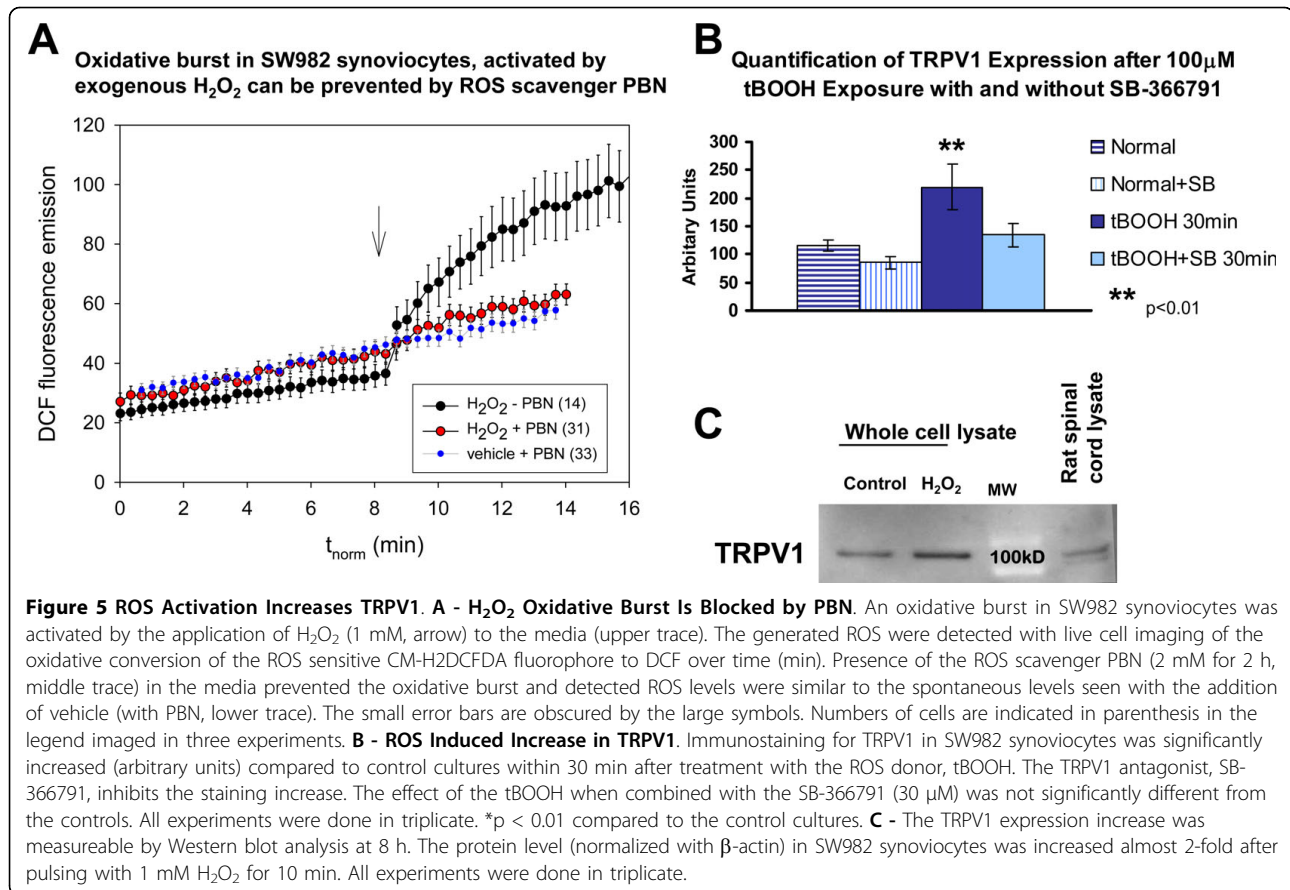 A
Oxidative burst in SW982 synoviocytes, activated by
exogenous H₂O₂ can be prevented by ROS scavenger PBN
120
100
80
60
40
20
0
DCF fluorescence emission
0 2 4 6 8 10 12 14 16
t_norm (min)
H₂O₂ - PBN (14)
H₂O₂ + PBN (31)
vehicle + PBN (33)
B
Quantification of TRPV1 Expression after 100µM
tBOOH Exposure with and without SB-366791
Arbitary Units
300
250
200
150
100
50
0
**
Normal
Normal+SB
tBOOH 30min
tBOOH+SB 30min
** p<0.01
C
Whole cell lysate
Control H₂O₂ MW
Rat spinal
cord lysate
TRPV1
100kD
Figure 5 ROS Activation Increases TRPV1. A - H₂O₂ Oxidative Burst Is Blocked by PBN. An oxidative burst in SW982 synoviocytes was
activated by the application of H₂O₂ (1 mM, arrow) to the media (upper trace). The generated ROS were detected with live cell imaging of the
oxidative conversion of the ROS sensitive CM-H2DCFDA fluorophore to DCF over time (min). Presence of the ROS scavenger PBN (2 mM for 2 h,
middle trace) in the media prevented the oxidative burst and detected ROS levels were similar to the spontaneous levels seen with the addition
of vehicle (with PBN, lower trace). The small error bars are obscured by the large symbols. Numbers of cells are indicated in parenthesis in the
legend imaged in three experiments. B - ROS Induced Increase in TRPV1. Immunostaining for TRPV1 in SW982 synoviocytes was significantly
increased (arbitrary units) compared to control cultures within 30 min after treatment with the ROS donor, tBOOH. The TRPV1 antagonist, SB-
366791, inhibits the staining increase. The effect of the tBOOH when combined with the SB-366791 (30 µM) was not significantly different from
the controls. All experiments were done in triplicate. *p < 0.01 compared to the control cultures. C - The TRPV1 expression increase was
measureable by Western blot analysis at 8 h. The protein level (normalized with β-actin) in SW982 synoviocytes was increased almost 2-fold after
pulsing with 1 mM H₂O₂ for 10 min. All experiments were done in triplicate.